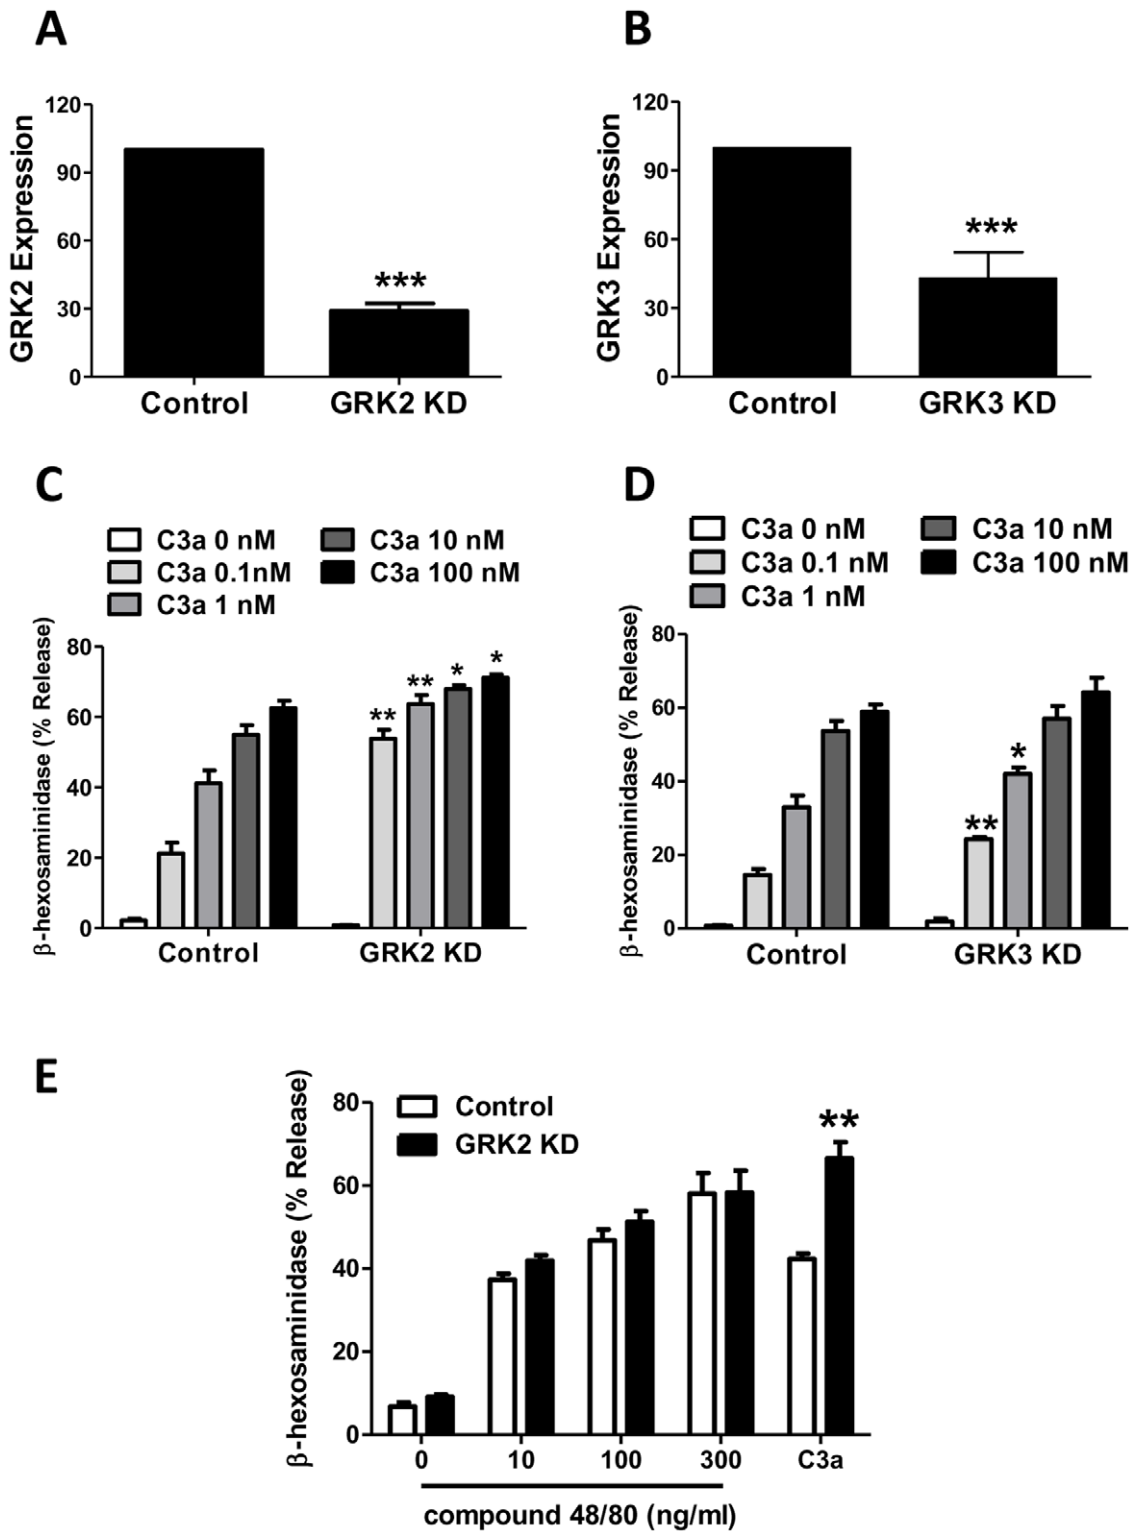 A
120
90
60
30
0
GRK2 Expression
***
Control
GRK2 KD
B
120
90
60
30
0
GRK3 Expression
***
Control
GRK3 KD
C
C3a 0 nM
C3a 0.1nM
C3a 1 nM
C3a 10 nM
C3a 100 nM
80
60
40
20
0
β-hexosaminidase (% Release)
** ** * *
Control
GRK2 KD
D
C3a 0 nM
C3a 0.1 nM
C3a 1 nM
C3a 10 nM
C3a 100 nM
80
60
40
20
0
β-hexosaminidase (% Release)
** *
Control
GRK3 KD
E
Control
GRK2 KD
80
60
40
20
0
β-hexosaminidase (% Release)
**
0 10 100 300 C3a
compound 48/80 (ng/ml)